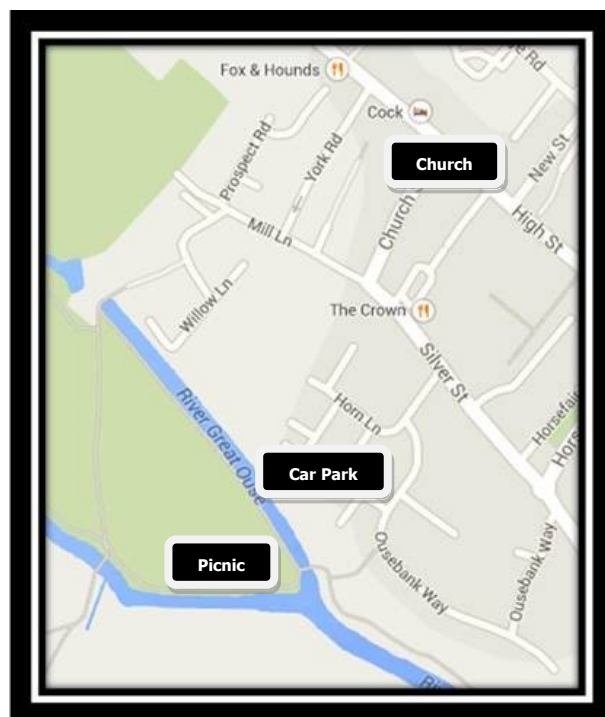 Fox & Hounds
Cock
Church
Rd
New St
Prospect Rd
York Rd
Church
High St
Mill Ln
Willow Ln
The Crown
Silver St
Horsefair
Horn Ln
River Great Ouse
Car Park
Ousebank Way
Ousebank Way
Picnic